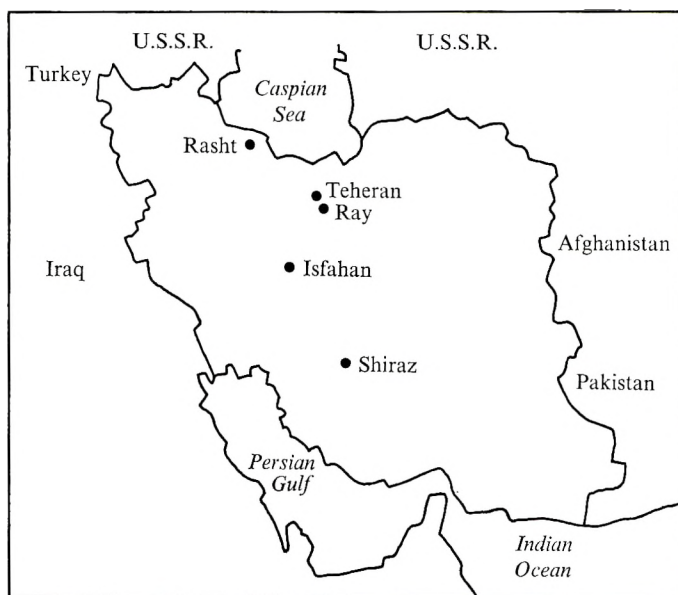 U.S.S.R.
U.S.S.R.
Turkey
Caspian
Sea
Rasht
Teheran
Ray
Afghanistan
Iraq
Isfahan
Shiraz
Pakistan
Persian
Gulf
Indian
Ocean